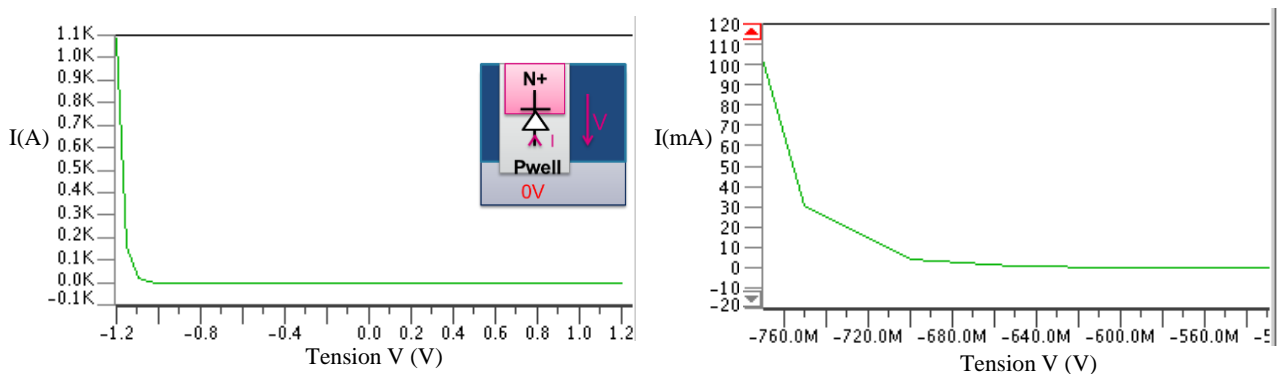 1.1K
1.0K
0.9K
0.8K
0.7K
I(A)
0.6K
0.5K
0.4K
0.3K
0.2K
0.1K
0.0K
-0.1K
-1.2 -0.8 -0.4 0.0 0.2 0.4 0.6 0.8 1.0 1.2
Tension V (V)
N+
V
I
Pwell
0V
120
110
100
90
80
70
I(mA)
60
50
40
30
20
10
0
-10
-20
-760.0M -720.0M -680.0M -640.0M -600.0M -560.0M
Tension V (V)